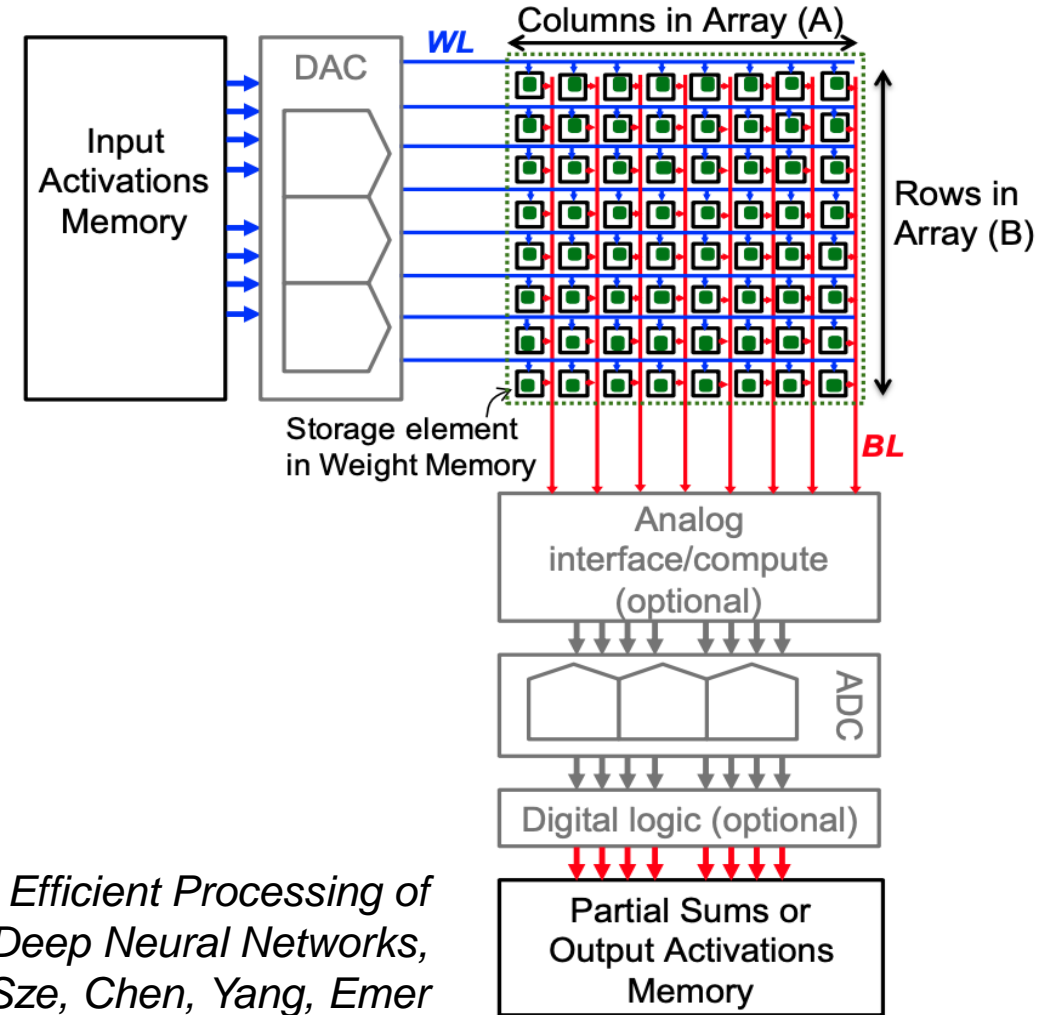 Columns in Array (A)
WL
DAC
Input
Activations
Memory
Rows in
Array (B)
Storage element
in Weight Memory
BL
Analog
interface/compute
(optional)
ADC
Digital logic (optional)
Partial Sums or
Output Activations
Memory
Efficient Processing of
Deep Neural Networks,
Sze, Chen, Yang, Emer